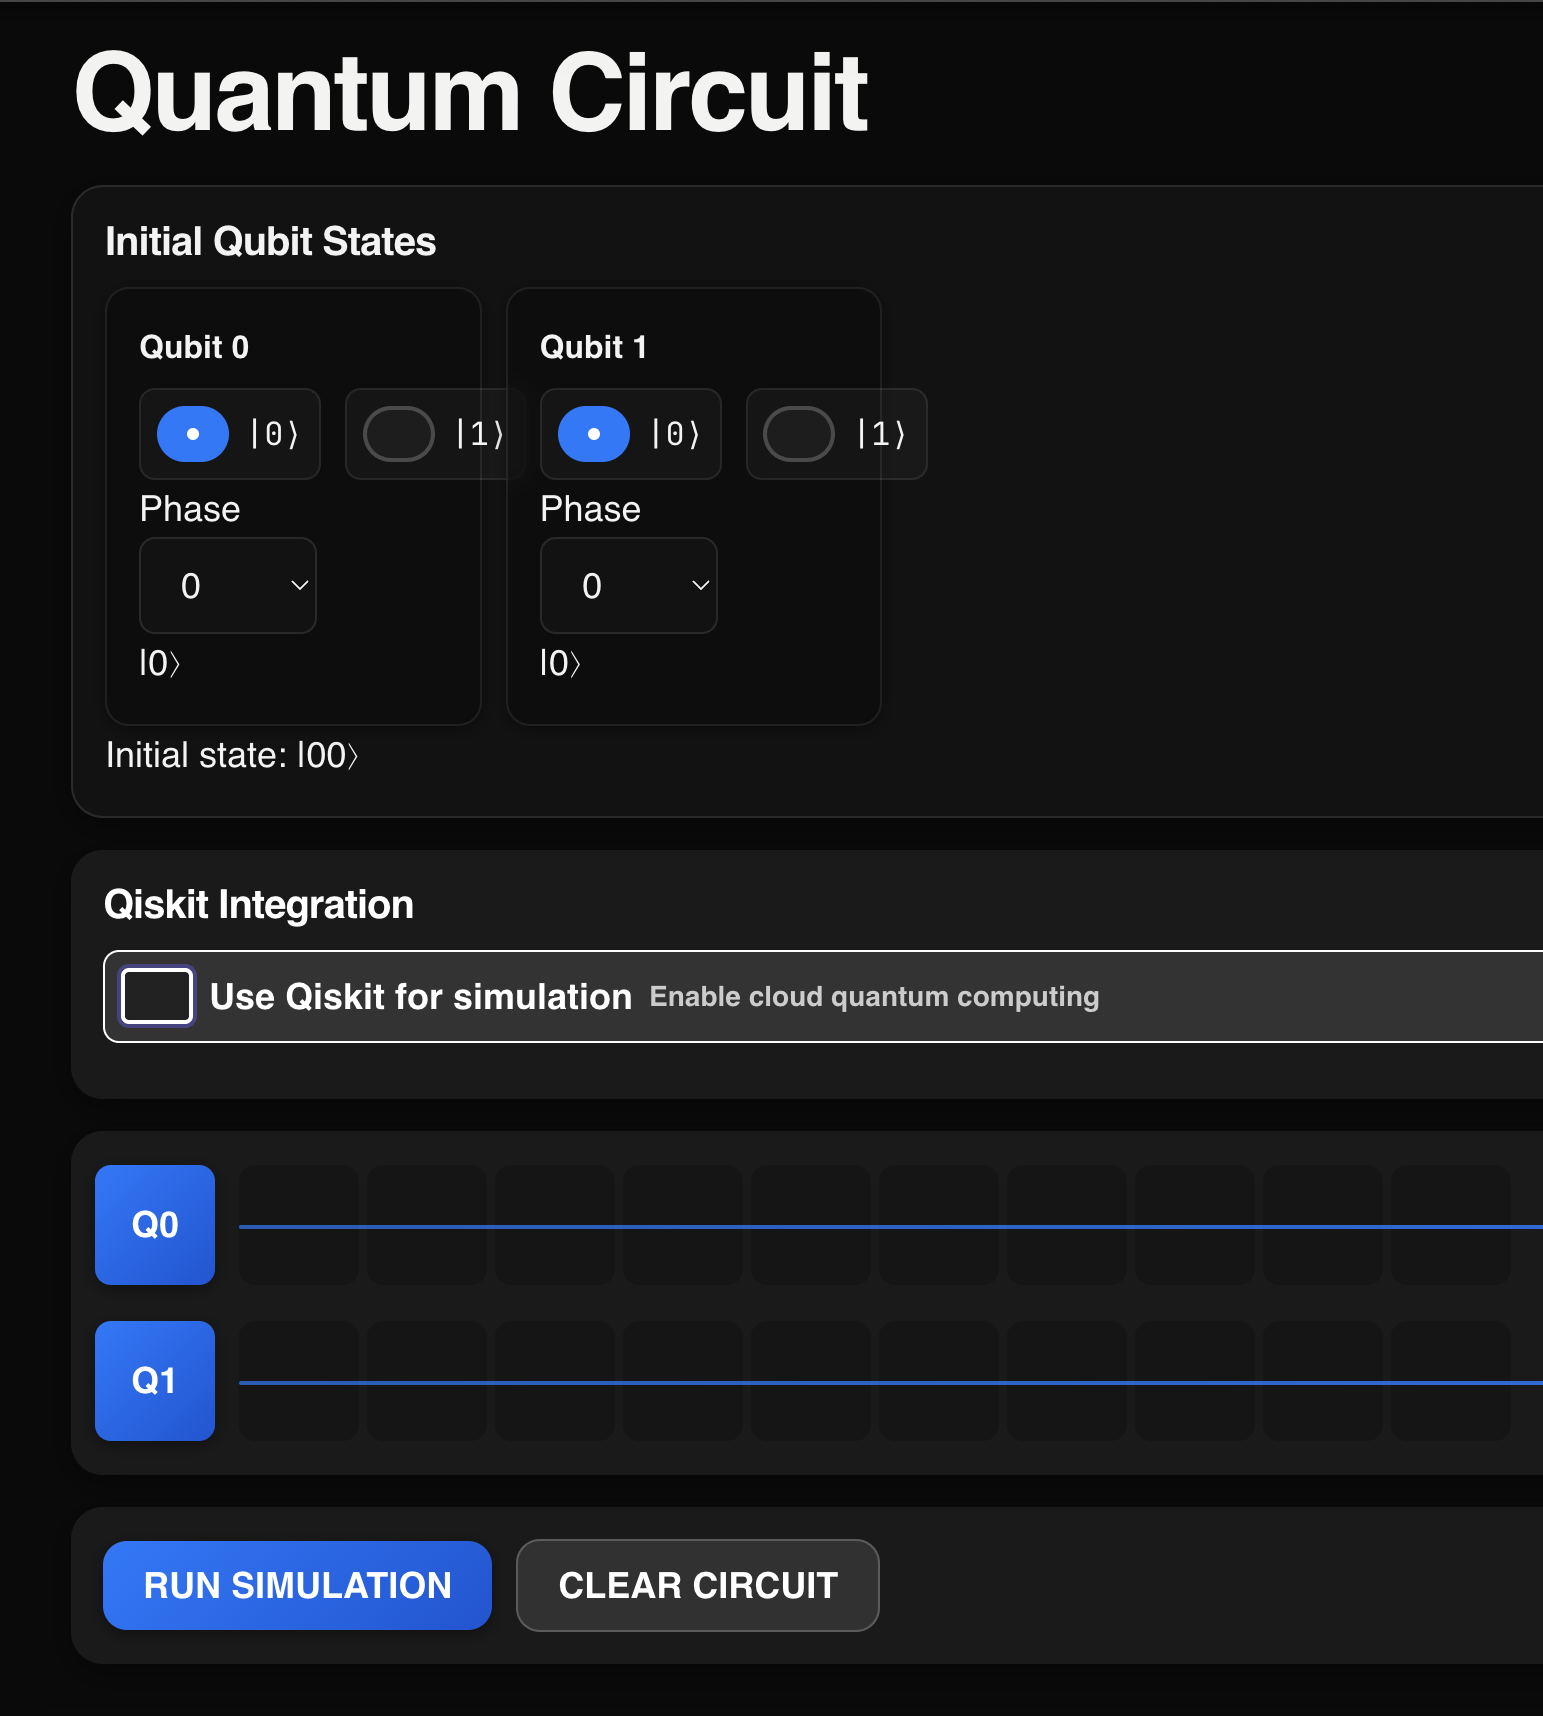 Quantum Circuit
Initial Qubit States
Qubit 0
|0⟩ |1⟩
Phase
0
|0⟩
Qubit 1
|0⟩ |1⟩
Phase
0
|0⟩
Initial state: |00⟩
Qiskit Integration
Use Qiskit for simulation Enable cloud quantum computing
Q0
Q1
RUN SIMULATION CLEAR CIRCUIT